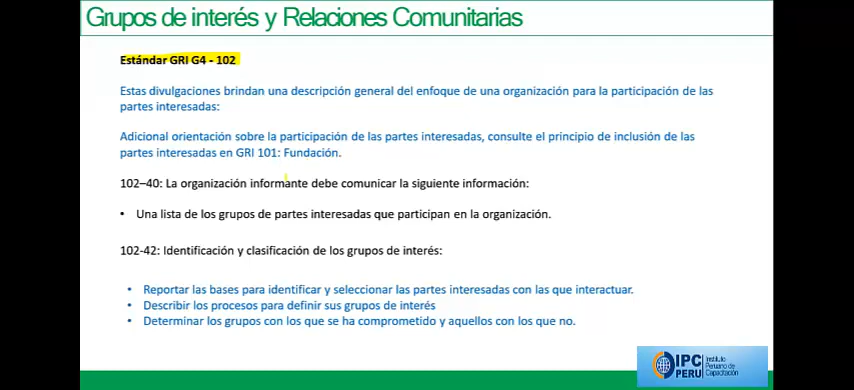 Grupos de interés y Relaciones Comunitarias
Estándar GRI G4 - 102
Estas divulgaciones brindan una descripción general del enfoque de una organización para la participación de las
partes interesadas:
Adicional orientación sobre la participación de las partes interesadas, consulte el principio de inclusión de las
partes interesadas en GRI 101: Fundación.
102–40: La organización informante debe comunicar la siguiente información:
• Una lista de los grupos de partes interesadas que participan en la organización.
102-42: Identificación y clasificación de los grupos de interés:
• Reportar las bases para identificar y seleccionar las partes interesadas con las que interactuar.
• Describir los procesos para definir sus grupos de interés
• Determinar los grupos con los que se ha comprometido y aquellos con los que no.
IPC PERU
Instituto
Peruano de
Capacitación